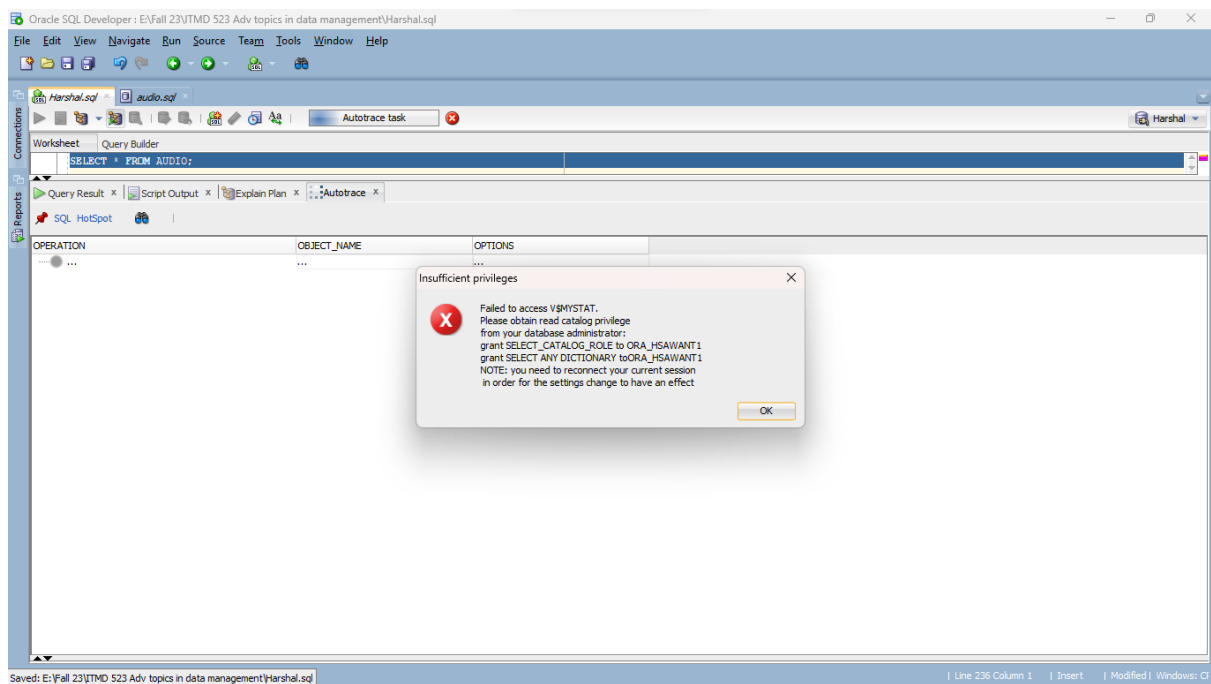 Oracle SQL Developer : E:\Fall 23\ITMD 523 Adv topics in data management\Harshal.sql
File Edit View Navigate Run Source Team Tools Window Help
Harshal.sql audio.sql
Autotrace task
Harshal
Connections
Worksheet Query Builder
SELECT * FROM AUDIO;
Reports
Query Result Script Output Explain Plan Autotrace
SQL HotSpot
OPERATION OBJECT_NAME OPTIONS
... ... ...
Insufficient privileges
Failed to access V$MYSTAT.
Please obtain read catalog privilege
from your database administrator:
grant SELECT_CATALOG_ROLE to ORA_HSAWANT1
grant SELECT ANY DICTIONARY toORA_HSAWANT1
NOTE: you need to reconnect your current session
in order for the settings change to have an effect
OK
Saved: E:\Fall 23\ITMD 523 Adv topics in data management\Harshal.sql
| Line 236 Column 1 | Insert | Modified | Windows: C